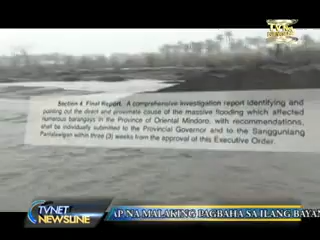 Section 4. Final Report. A comprehensive investigation report identifying and
pointing out the direct and proximate cause of the massive flooding which affected
numerous barangays in the Province of Oriental Mindoro, with recommendations,
shall be individually submitted to the Provincial Governor and to the Sangguniang
Panlalawigan within three (3) weeks from the approval of this Executive Order.
TVNET
NEWSLINE
AP NA MALAKING PAGBAHA SA ILANG BAYAN